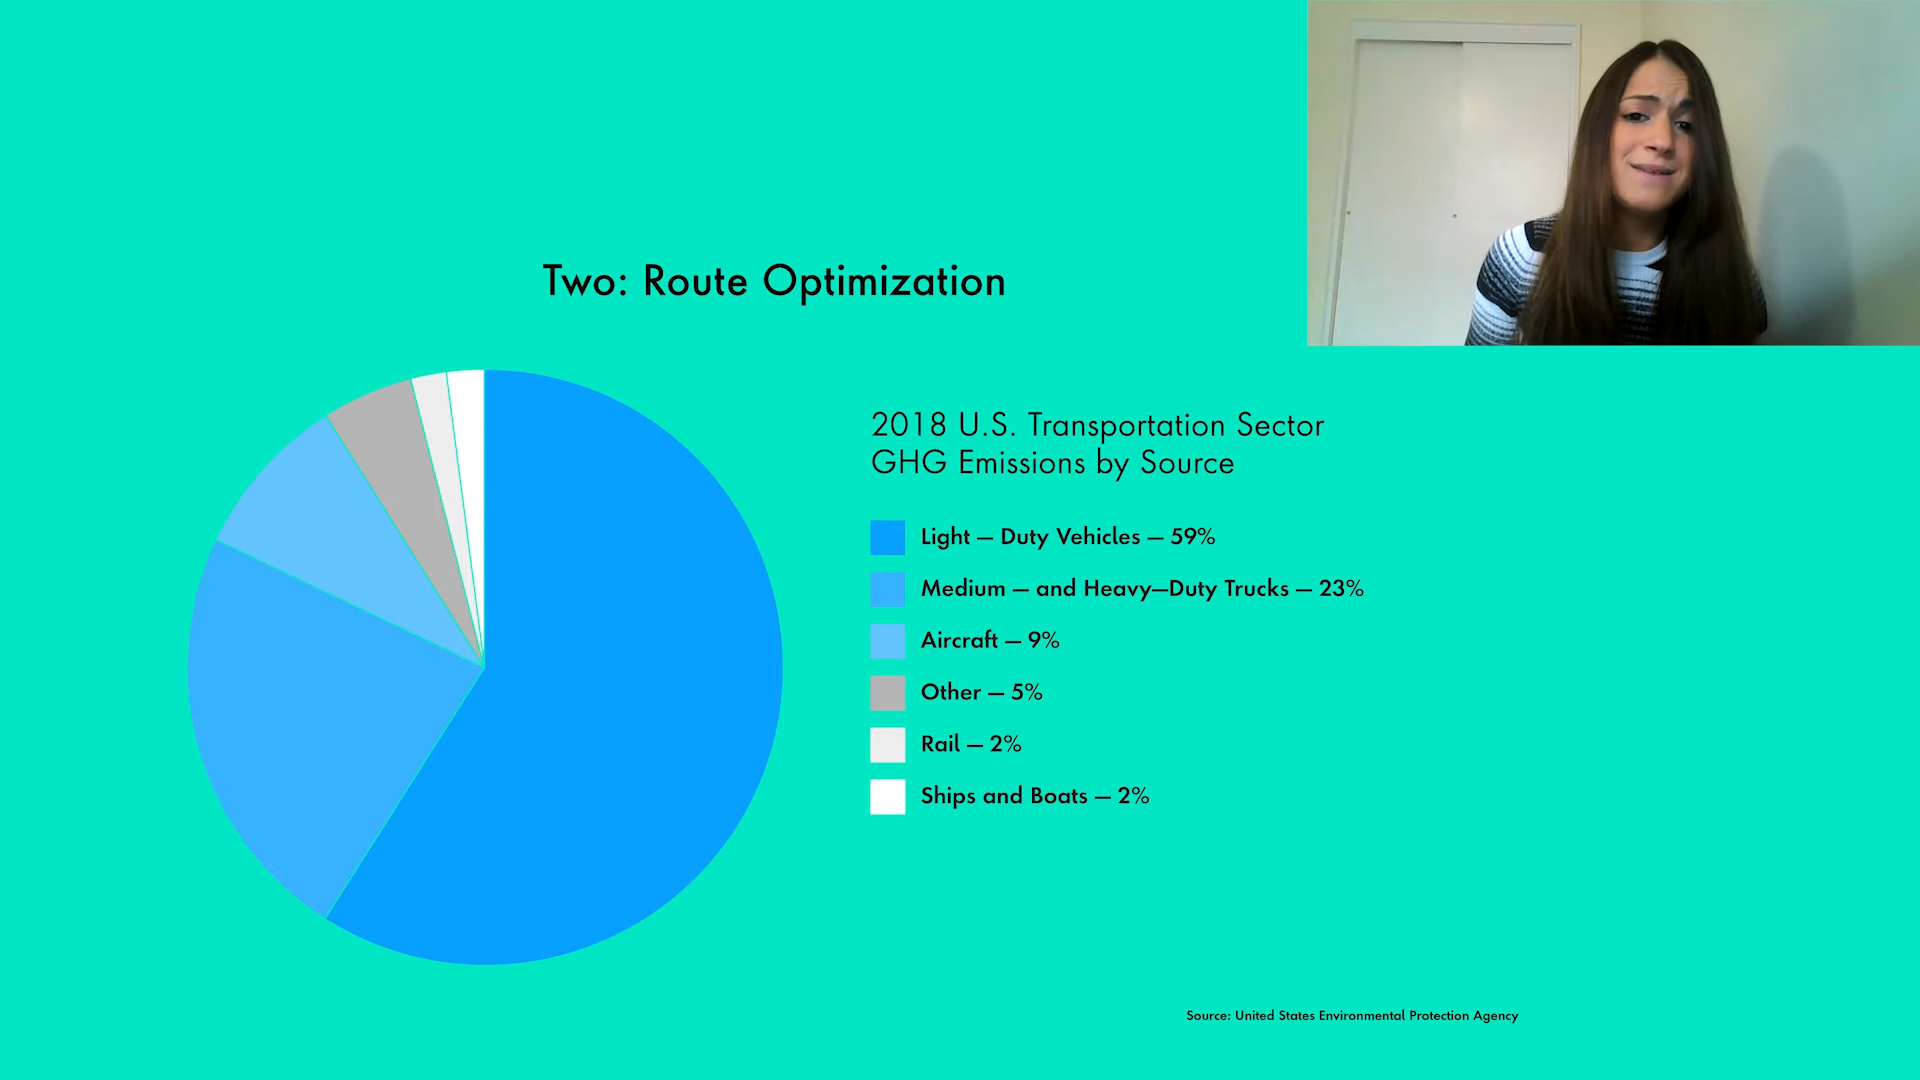 Two: Route Optimization
2018 U.S. Transportation Sector
GHG Emissions by Source
Light — Duty Vehicles — 59%
Medium — and Heavy—Duty Trucks — 23%
Aircraft — 9%
Other — 5%
Rail — 2%
Ships and Boats — 2%
Source: United States Environmental Protection Agency